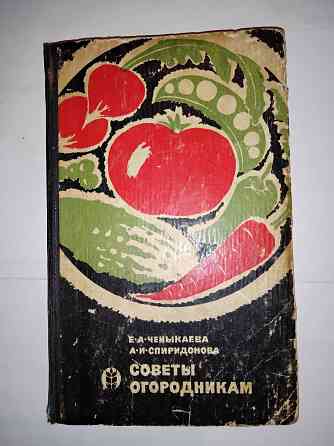 Е·А·ЧЕНЫКАЕВА
А·И·СПИРИДОНОВА
СОВЕТЫ
ОГОРОДНИКАМ